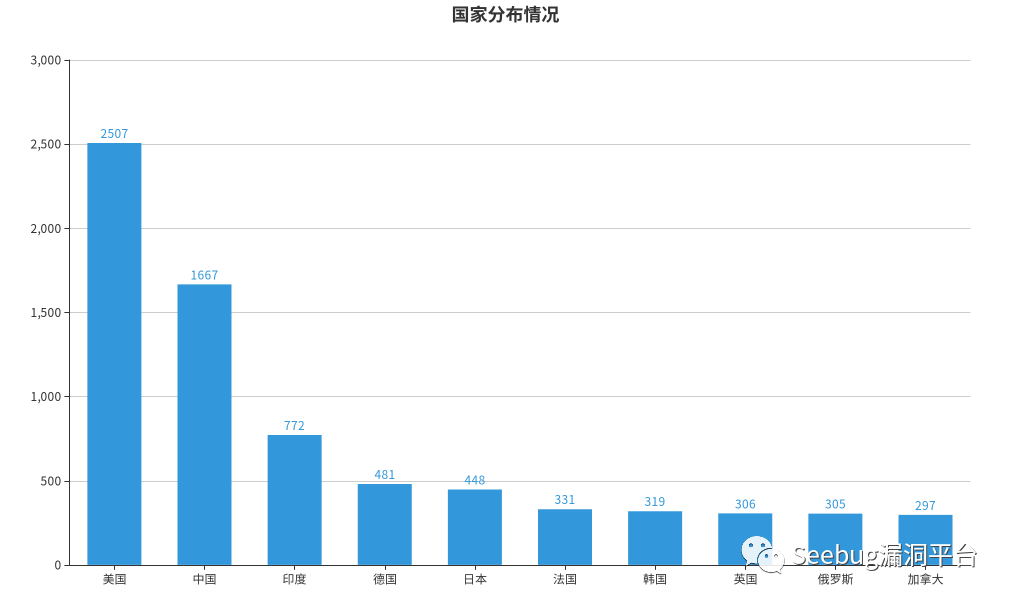 国家分布情况
3,000
2,500
2,000
1,500
1,000
500
0
2507
1667
772
481
448
331
319
306
305
297
美国
中国
印度
德国
日本
法国
韩国
英国
俄罗斯
加拿大
Seebug漏洞平台